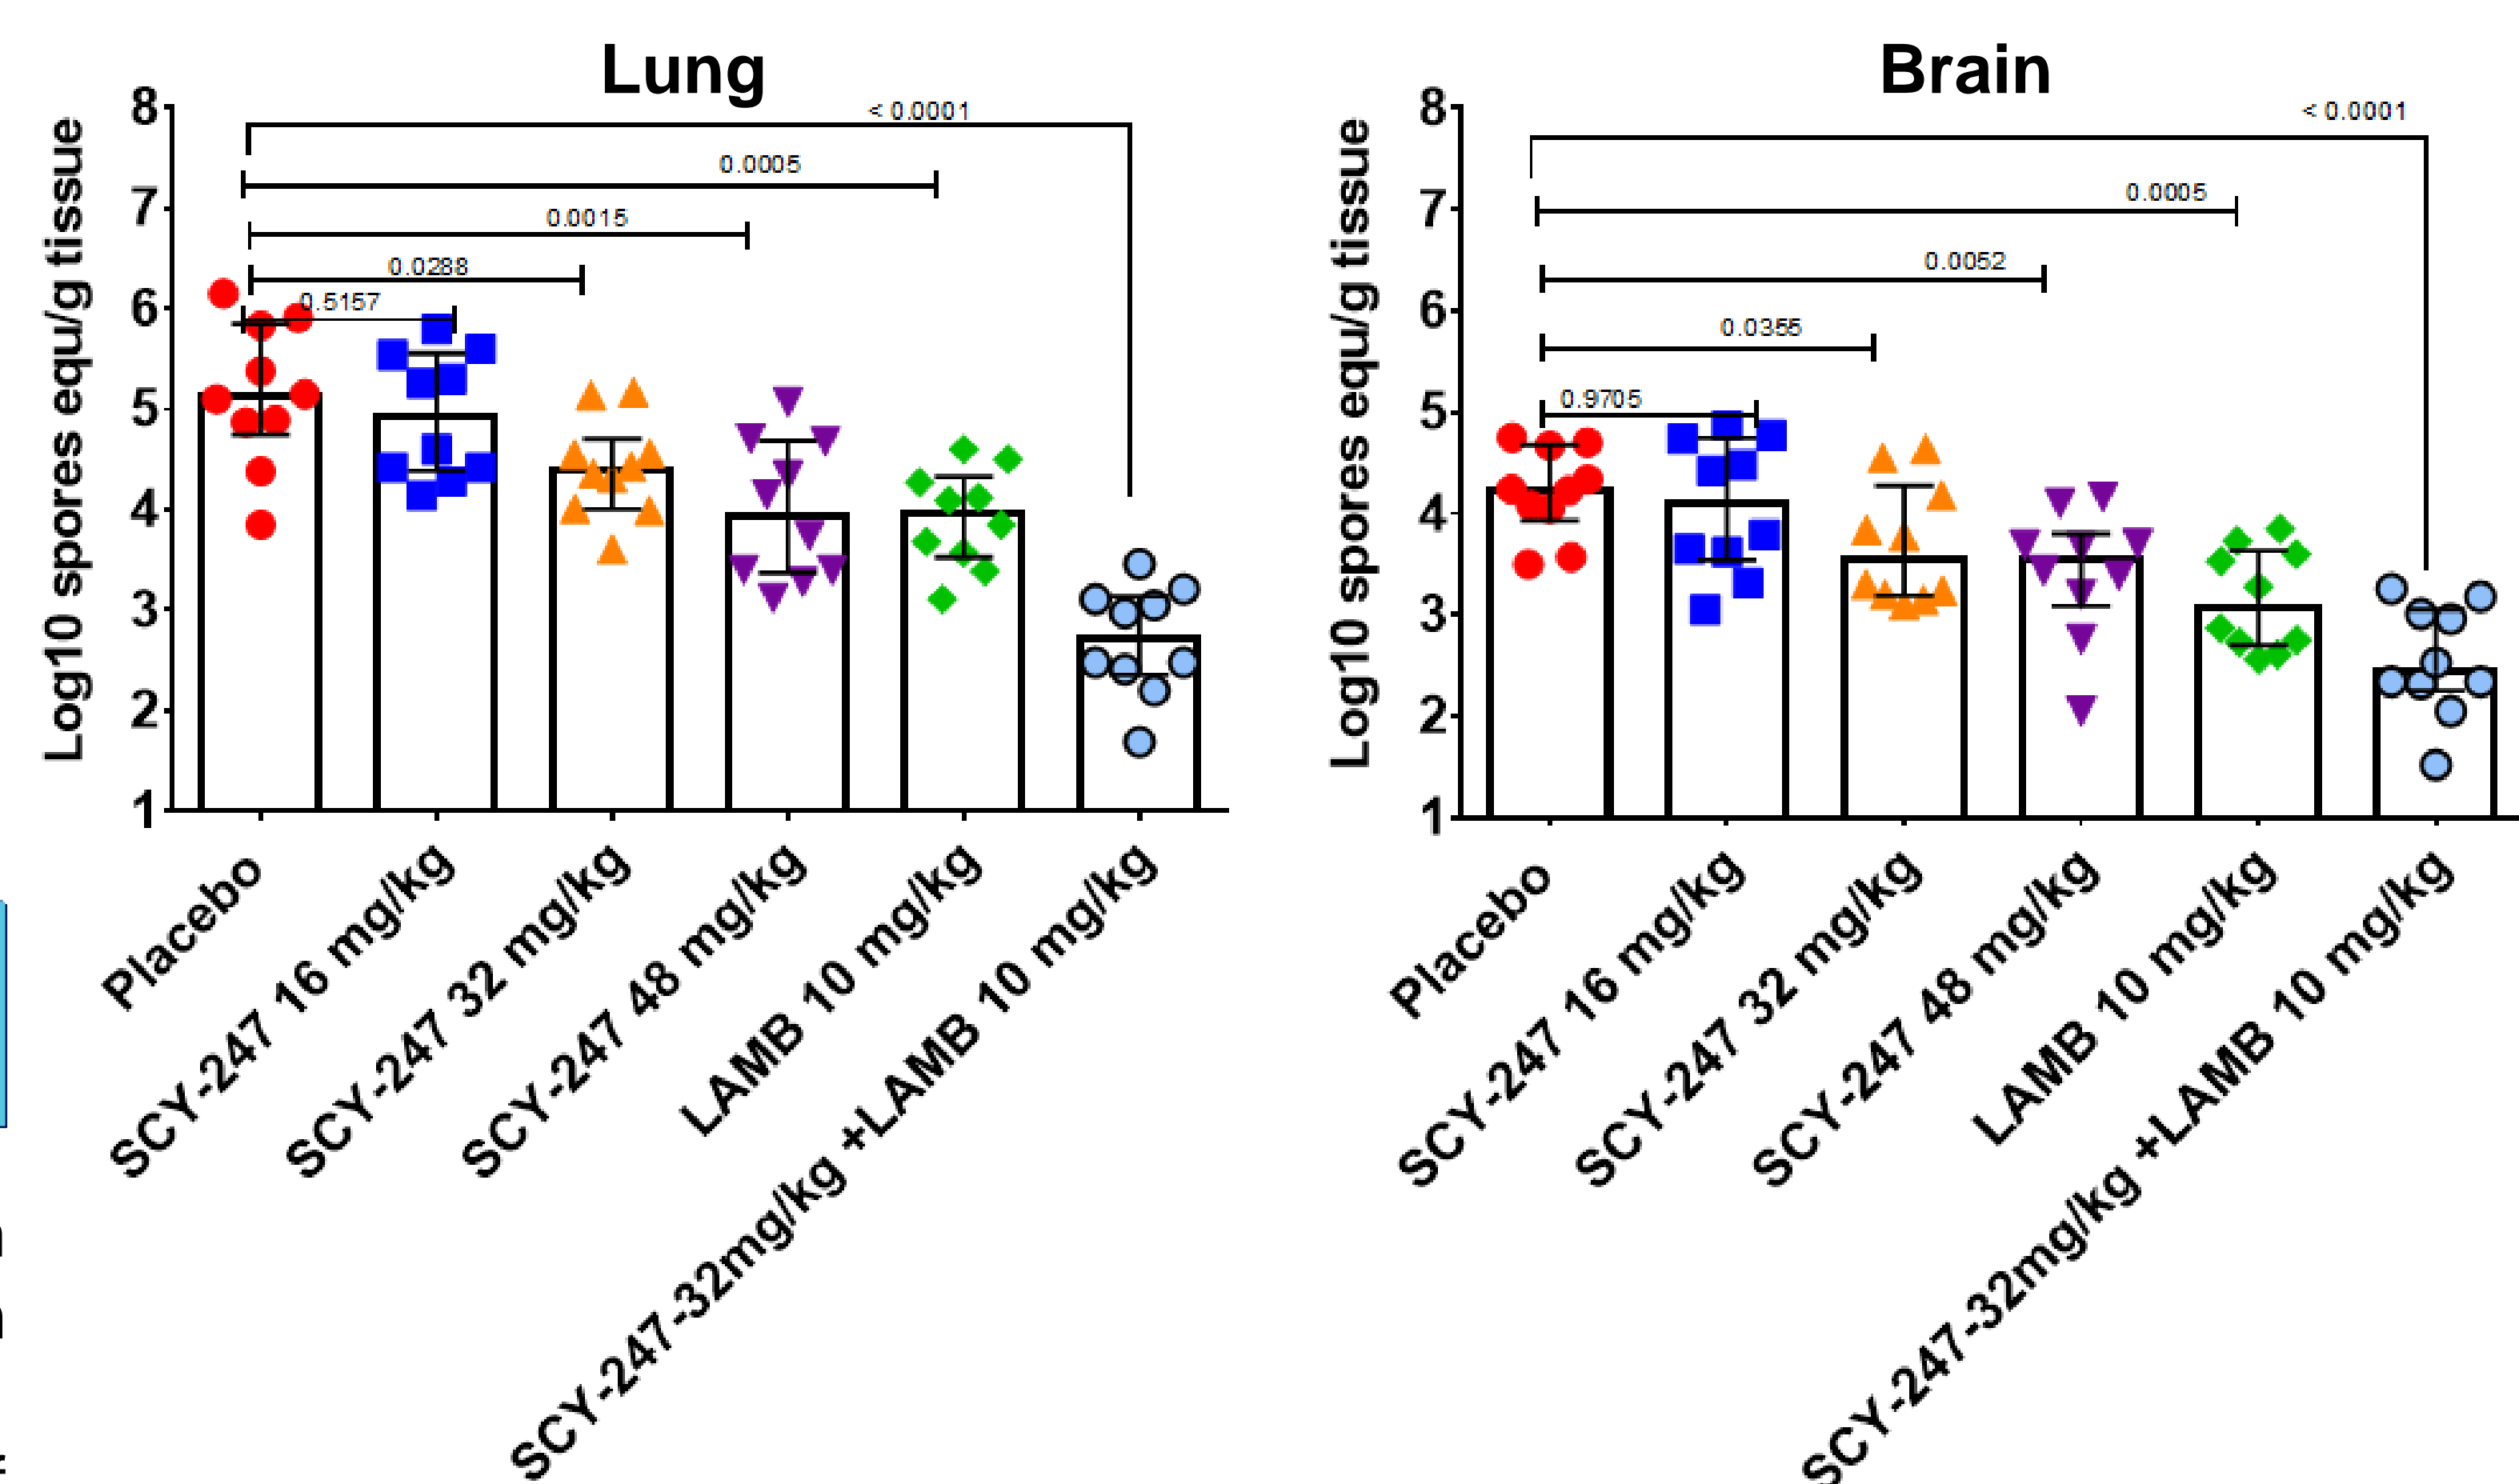 Lung
Log10 spores equ/g tissue
8
7
6
5
4
3
2
1
< 0.0001
0.0005
0.0015
0.0288
0.5157
Placebo
SCY-247 16 mg/kg
SCY-247 32 mg/kg
SCY-247 48 mg/kg
LAMB 10 mg/kg
SCY-247-32mg/kg +LAMB 10 mg/kg
Brain
Log10 spores equ/g tissue
8
7
6
5
4
3
2
1
< 0.0001
0.0005
0.0052
0.0355
0.9705
Placebo
SCY-247 16 mg/kg
SCY-247 32 mg/kg
SCY-247 48 mg/kg
LAMB 10 mg/kg
SCY-247-32mg/kg +LAMB 10 mg/kg